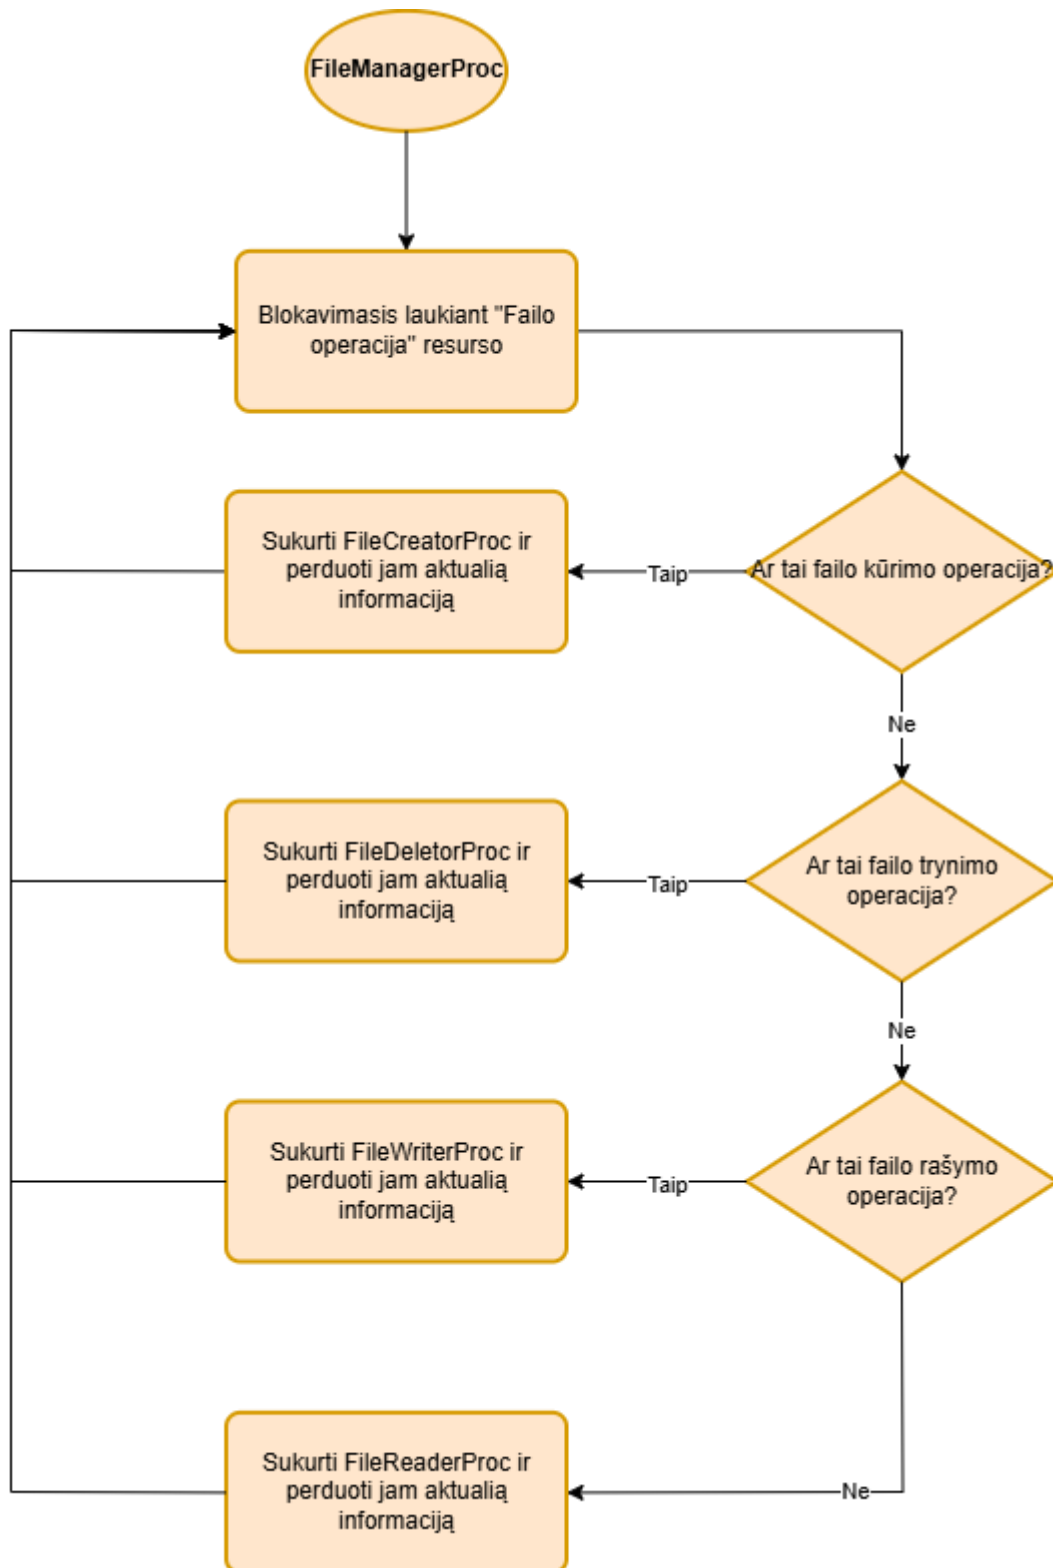 FileManagerProc
Blokavimasis laukiant "Failo
operacija" resurso
Sukurti FileCreatorProc ir
perduoti jam aktualią
informaciją
Taip
Ar tai failo kūrimo operacija?
Ne
Sukurti FileDeletorProc ir
perduoti jam aktualią
informaciją
Taip
Ar tai failo trynimo
operacija?
Ne
Sukurti FileWriterProc ir
perduoti jam aktualią
informaciją
Taip
Ar tai failo rašymo
operacija?
Sukurti FileReaderProc ir
perduoti jam aktualią
informaciją
Ne